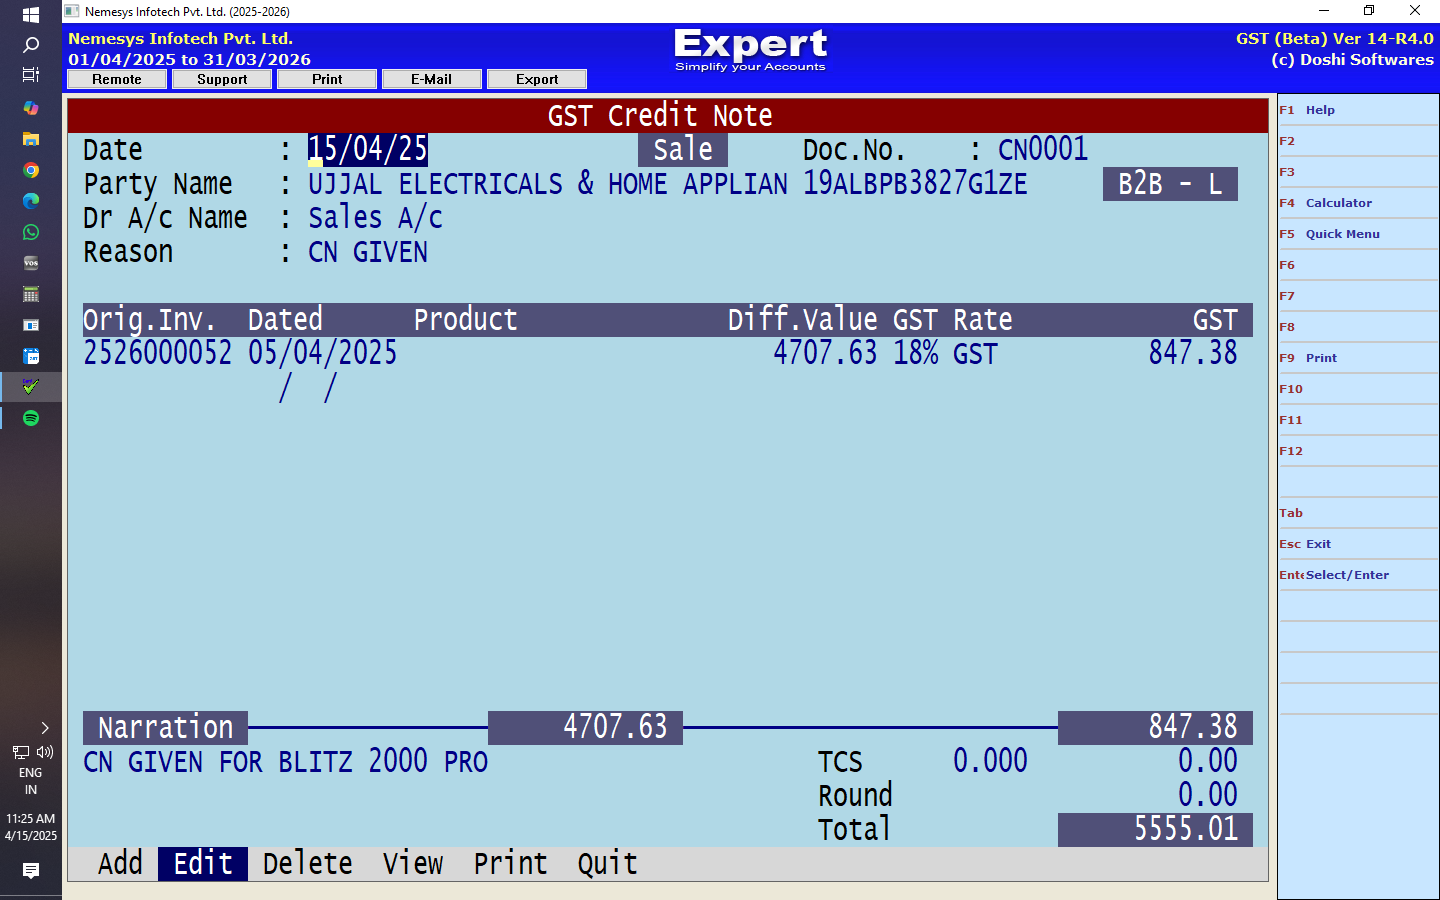 Nemesys Infotech Pvt. Ltd. (2025-2026)
Nemesys Infotech Pvt. Ltd.
01/04/2025 to 31/03/2026
Expert
Simplify your Accounts
GST (Beta) Ver 14-R4.0
(c) Doshi Softwares
Remote Support Print E-Mail Export
GST Credit Note
Date : 15/04/25 Sale Doc.No. : CN0001
Party Name : UJJAL ELECTRICALS & HOME APPLIAN 19ALBPB3827G1ZE B2B - L
Dr A/c Name : Sales A/c
Reason : CN GIVEN
Orig.Inv. Dated Product Diff.Value GST Rate GST
2526000052 05/04/2025 4707.63 18% GST 847.38
/ /
Narration 4707.63 847.38
CN GIVEN FOR BLITZ 2000 PRO TCS 0.000 0.00
Round 0.00
Total 5555.01
Add Edit Delete View Print Quit
F1 Help
F2
F3
F4 Calculator
F5 Quick Menu
F6
F7
F8
F9 Print
F10
F11
F12
Tab
Esc Exit
Ente Select/Enter
VOS
ENG
IN
11:25 AM
4/15/2025